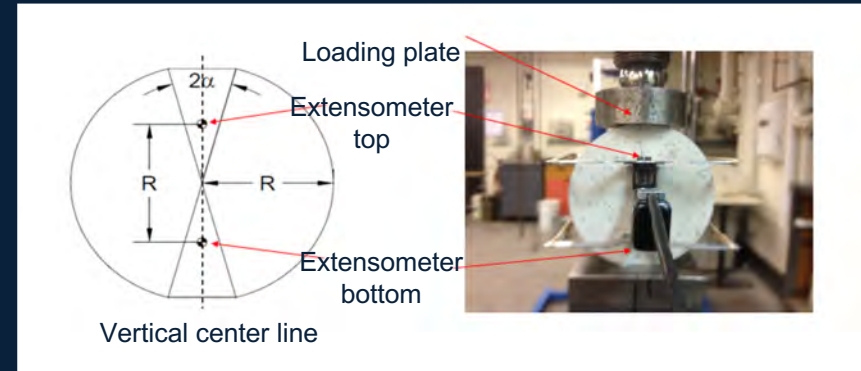 Loading plate
2α
Extensometer
top
R
R
Extensometer
bottom
Vertical center line